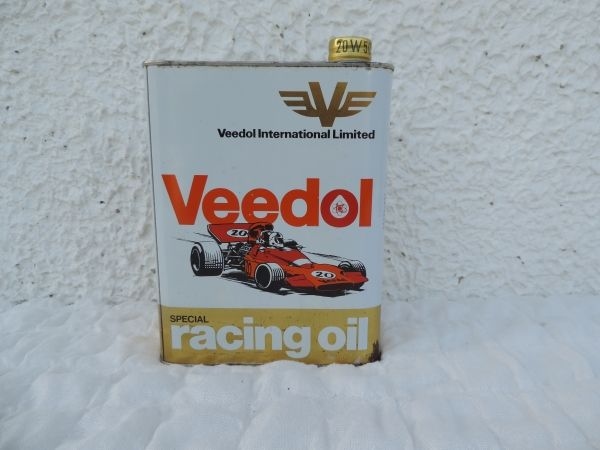 20W50
Veedol International Limited
Veedol
20
20
SPECIAL
racing oil